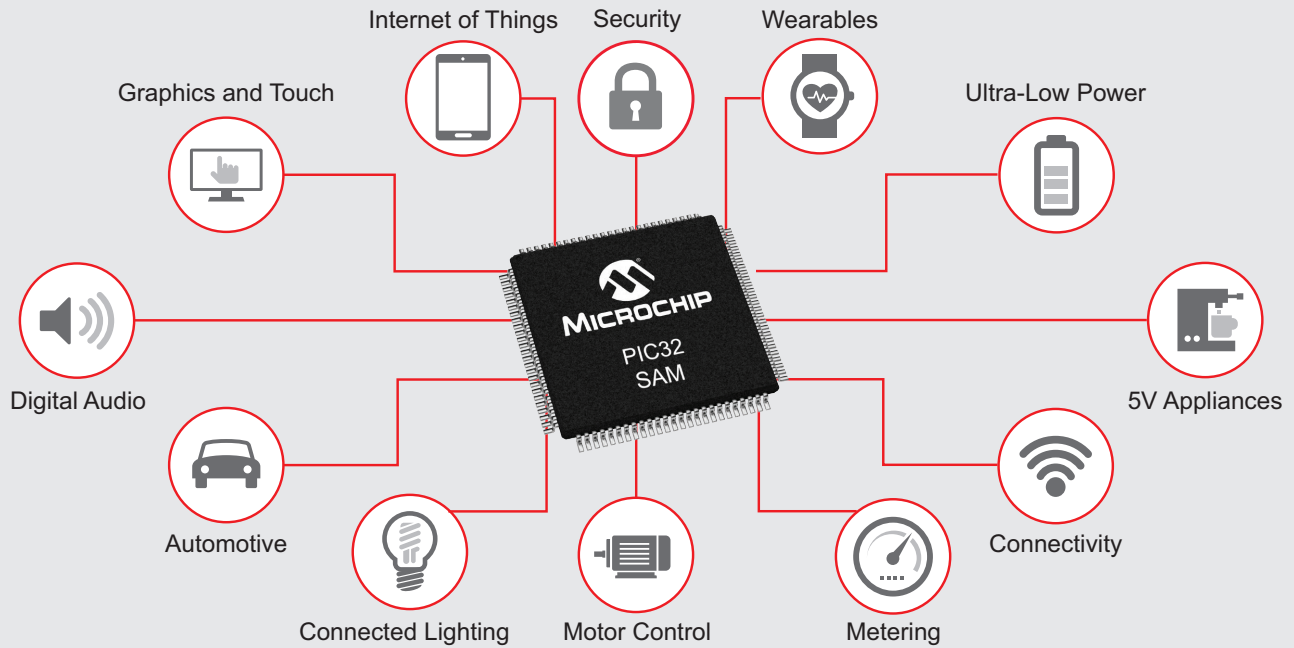 Internet of Things
Security
Wearables
Graphics and Touch
Ultra-Low Power
MICROCHIP
PIC32
SAM
Digital Audio
5V Appliances
Automotive
Connectivity
Connected Lighting
Motor Control
Metering